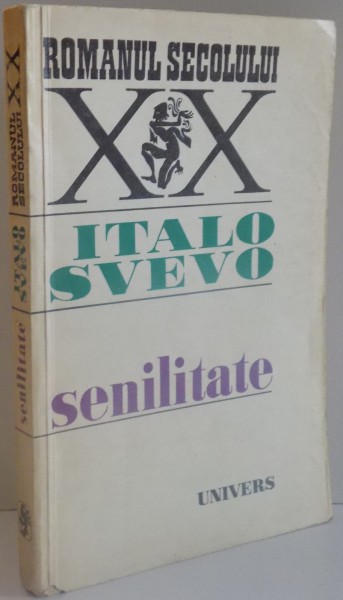 ROMANUL SECOLULUI
XX
ITALO
SVEVO
senilitate
UNIVERS
ROMANUL
SECOLULUI
XX
ITALO
SVEVO
senilitate